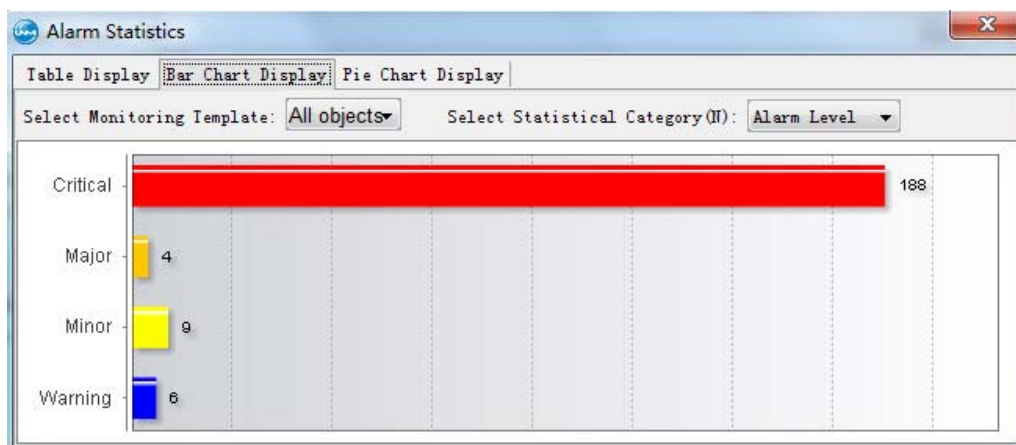 Alarm Statistics
Table Display Bar Chart Display Pie Chart Display
Select Monitoring Template: All objects Select Statistical Category(N): Alarm Level
Critical 188
Major 4
Minor 9
Warning 6